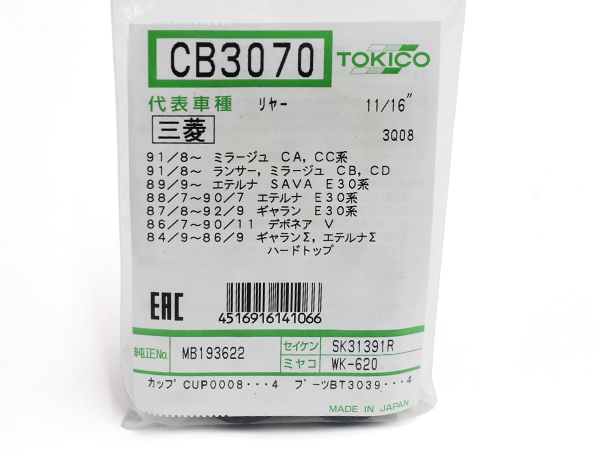 CB3070
TOKICO
代表車種 リヤー 11/16"
三菱 3Q08
91/8～ ミラージュ CA, CC系
91/8～ ランサー, ミラージュ CB, CD
89/9～ エテルナ SAVA E30系
88/7～90/7 エテルナ E30系
87/8～92/9 ギャラン E30系
86/7～90/11 デボネア V
84/9～86/9 ギャランΣ, エテルナΣ
ハードトップ
EAC
4516916141066
純正No. MB193622 セイケン SK31391R
ミヤコ WK-620
カップCUP0008・・・4 ブーツBT3039・・・4
MADE IN JAPAN